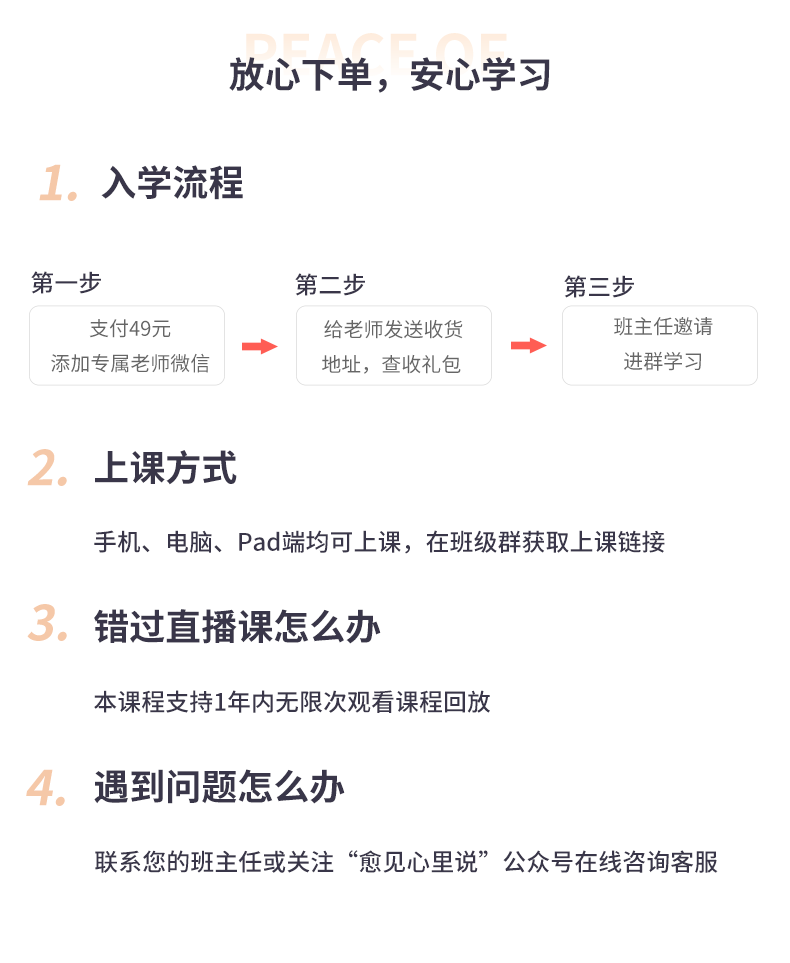 PEACE OF
放心下单，安心学习
1. 入学流程
第一步
支付49元
添加专属老师微信
第二步
给老师发送收货
地址，查收礼包
第三步
班主任邀请
进群学习
2. 上课方式
手机、电脑、Pad端均可上课，在班级群获取上课链接
3. 错过直播课怎么办
本课程支持1年内无限次观看课程回放
4. 遇到问题怎么办
联系您的班主任或关注“愈见心里说”公众号在线咨询客服